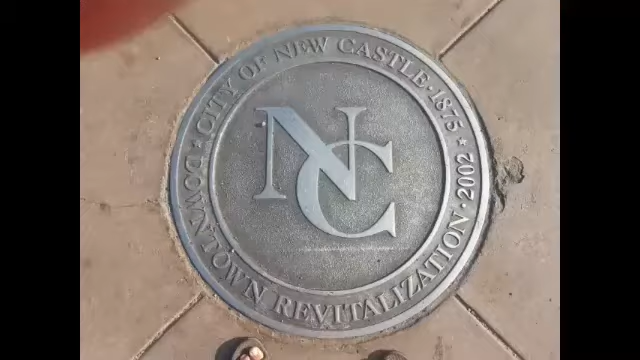 ★ CITY OF NEW CASTLE · 1875 ★
DOWNTOWN REVITALIZATION · 2002
NC